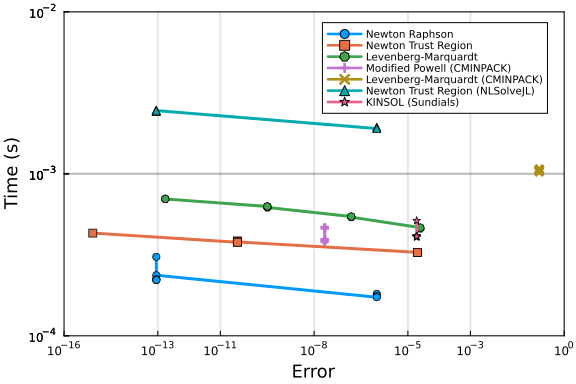 10⁻²
Newton Raphson
Newton Trust Region
Levenberg-Marquardt
Modified Powell (CMINPACK)
Levenberg-Marquardt (CMINPACK)
Newton Trust Region (NLSolveJL)
KINSOL (Sundials)
Time (s)
10⁻³
10⁻⁴
10⁻¹⁶ 10⁻¹³ 10⁻¹¹ 10⁻⁸ 10⁻⁵ 10⁻³ 10⁰
Error